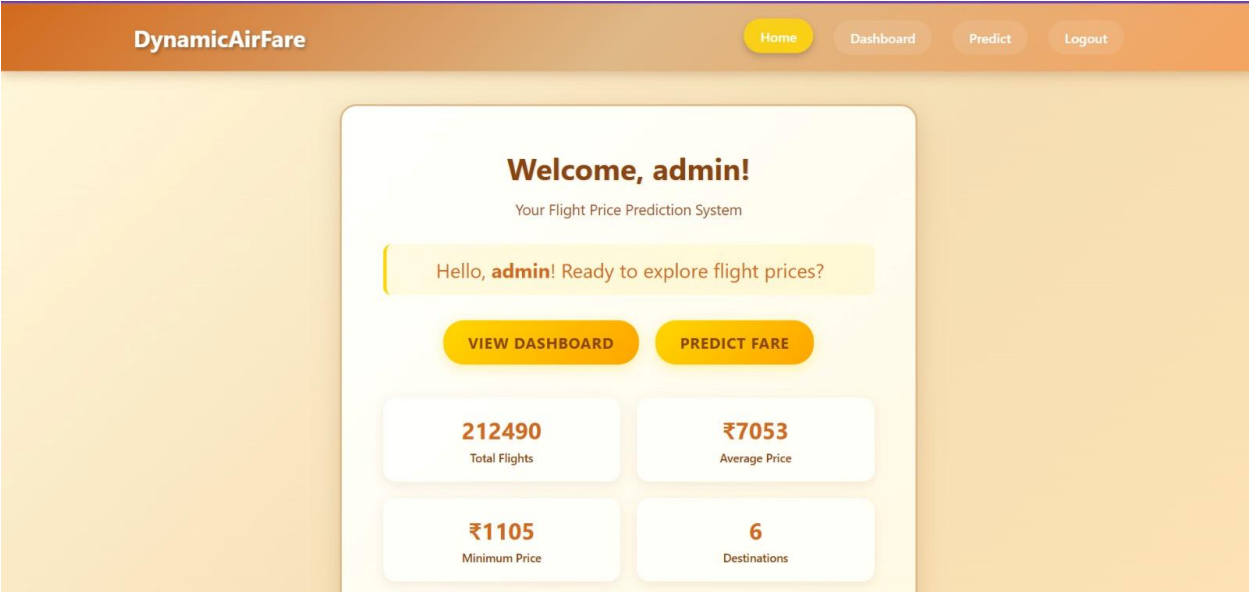 DynamicAirFare
Home Dashboard Predict Logout
Welcome, admin!
Your Flight Price Prediction System
Hello, admin! Ready to explore flight prices?
VIEW DASHBOARD PREDICT FARE
212490 ₹7053
Total Flights Average Price
₹1105 6
Minimum Price Destinations